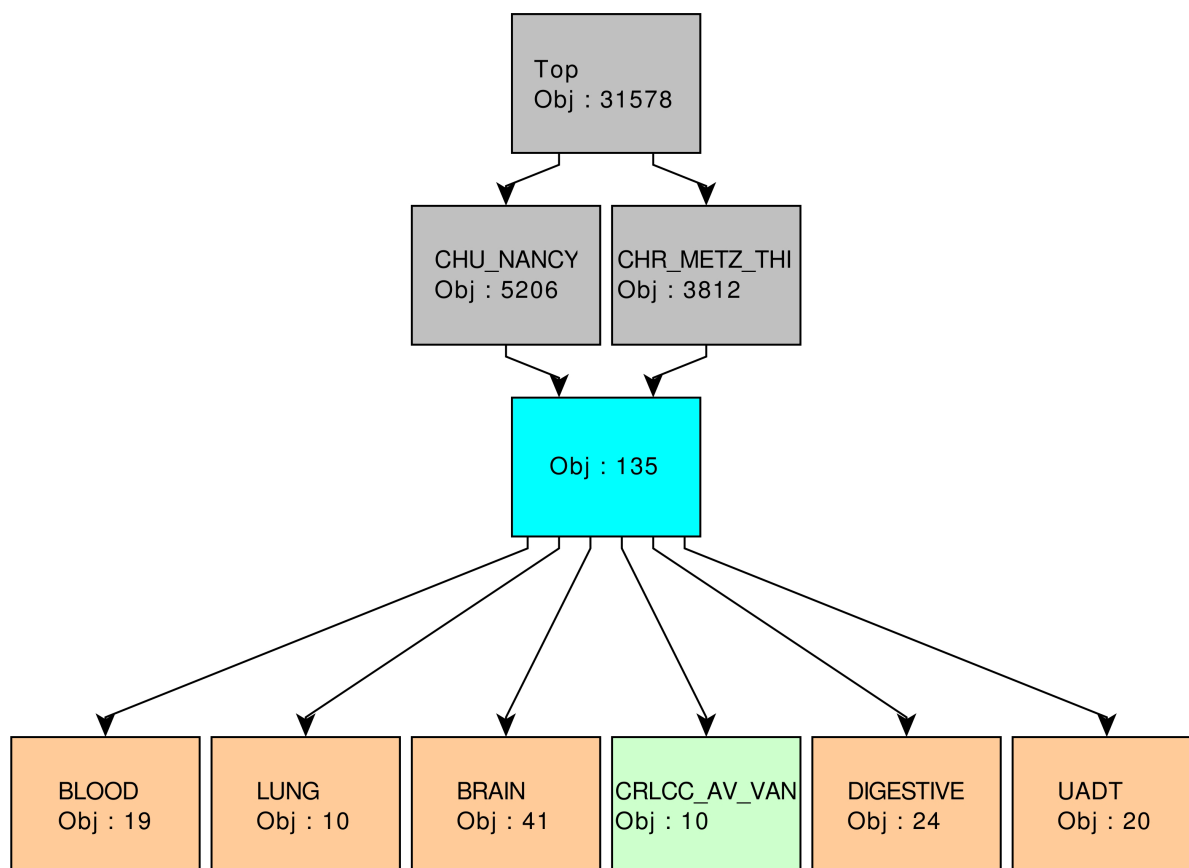 Top
Obj : 31578
CHU_NANCY
Obj : 5206
CHR_METZ_THI
Obj : 3812
Obj : 135
BLOOD
Obj : 19
LUNG
Obj : 10
BRAIN
Obj : 41
CRLCC_AV_VAN
Obj : 10
DIGESTIVE
Obj : 24
UADT
Obj : 20